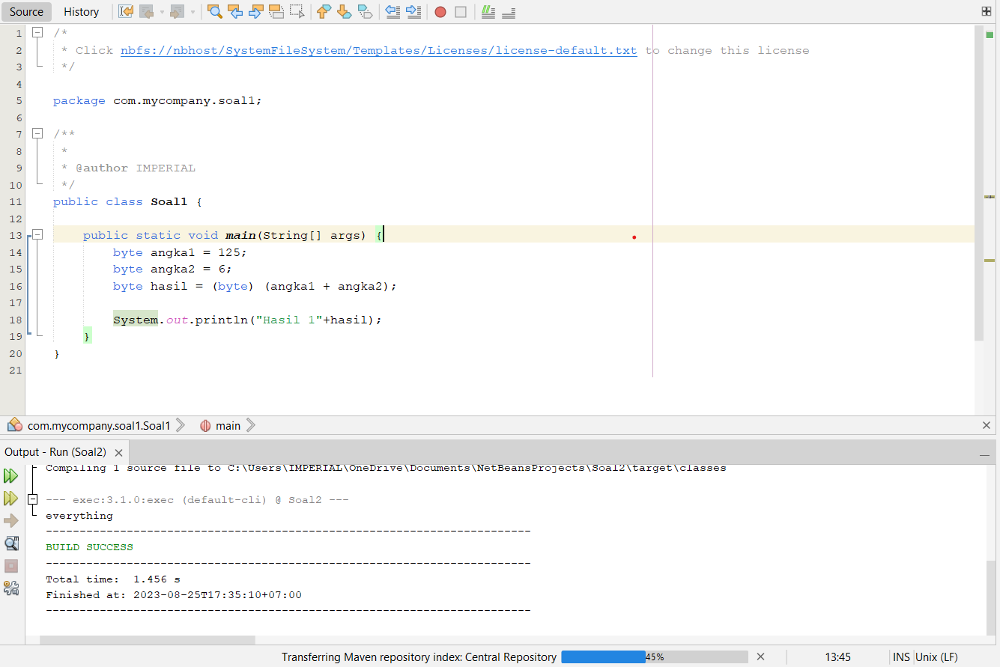 Source History
1 /*
2 * Click nbfs://nbhost/SystemFileSystem/Templates/Licenses/license-default.txt to change this license
3 */
4
5 package com.mycompany.soal1;
6
7 /**
8 *
9 * @author IMPERIAL
10 */
11 public class Soal1 {
12
13 public static void main(String[] args) {
14 byte angka1 = 125;
15 byte angka2 = 6;
16 byte hasil = (byte) (angka1 + angka2);
17
18 System.out.println("Hasil 1"+hasil);
19 }
20 }
21
com.mycompany.soal1.Soal1 main
Output - Run (Soal2)
Compiling 1 source file to C:\Users\IMPERIAL\OneDrive\Documents\NetBeansProjects\Soal2\target\classes
--- exec:3.1.0:exec (default-cli) @ Soal2 ---
everything
------------------------------------------------------------------------
BUILD SUCCESS
------------------------------------------------------------------------
Total time:  1.456 s
Finished at: 2023-08-25T17:35:10+07:00
------------------------------------------------------------------------
Transferring Maven repository index: Central Repository 45% 13:45 INS Unix (LF)